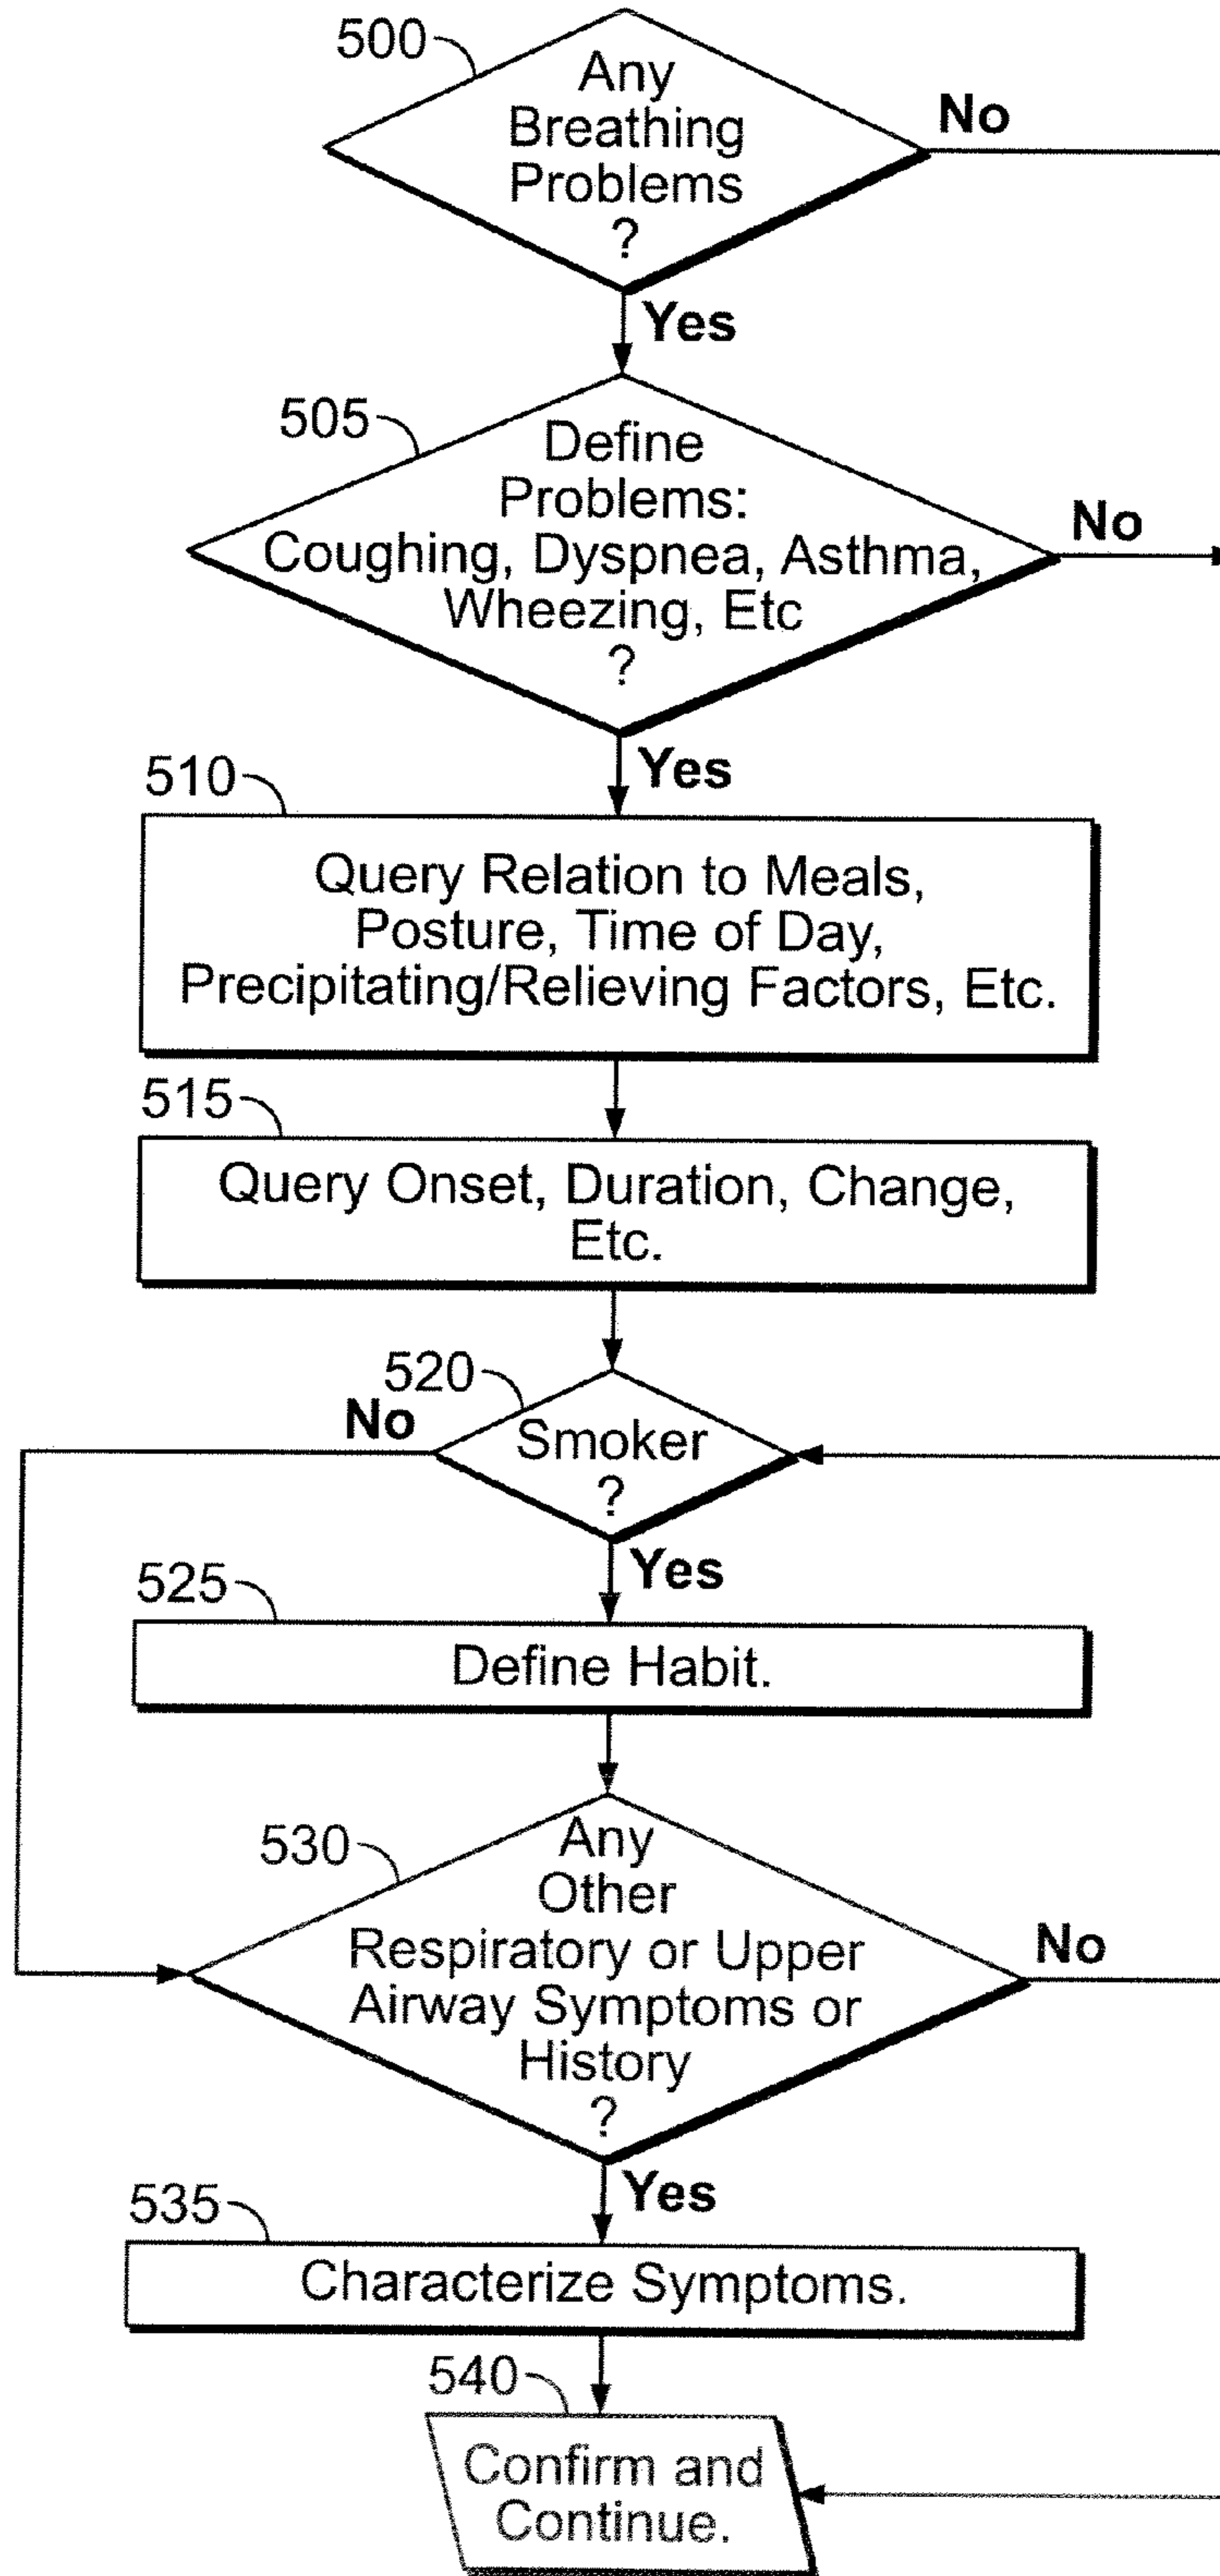 500
Any
Breathing
Problems
?
No
Yes
505
Define
Problems:
Coughing, Dyspnea, Asthma,
Wheezing, Etc
?
No
Yes
510
Query Relation to Meals,
Posture, Time of Day,
Precipitating/Relieving Factors, Etc.
515
Query Onset, Duration, Change,
Etc.
520
No
Smoker
?
Yes
525
Define Habit.
530
Any
Other
Respiratory or Upper
Airway Symptoms or
History
?
No
Yes
535
Characterize Symptoms.
540
Confirm and
Continue.